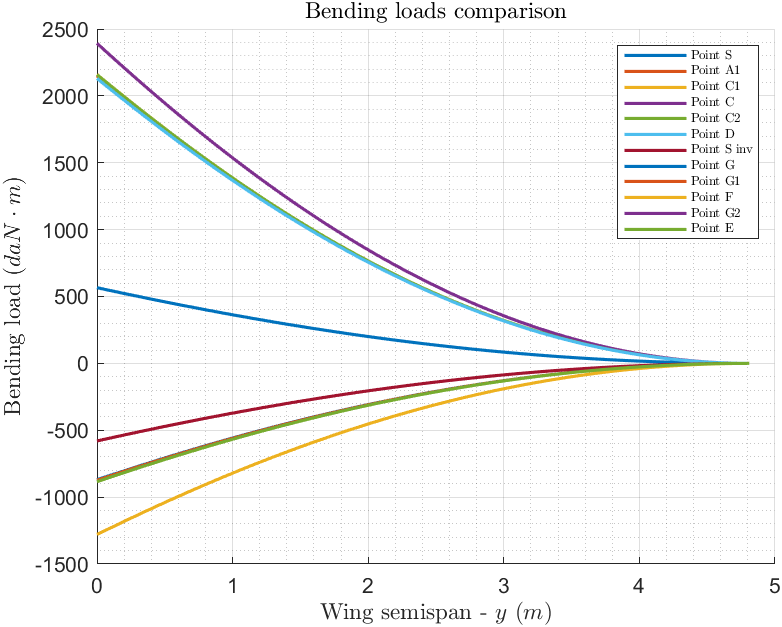 Bending loads comparison
2500
2000
1500
1000
500
0
-500
-1000
-1500
Bending load (daN · m)
0 1 2 3 4 5
Wing semispan - y (m)
Point S
Point A1
Point C1
Point C
Point C2
Point D
Point S inv
Point G
Point G1
Point F
Point G2
Point E